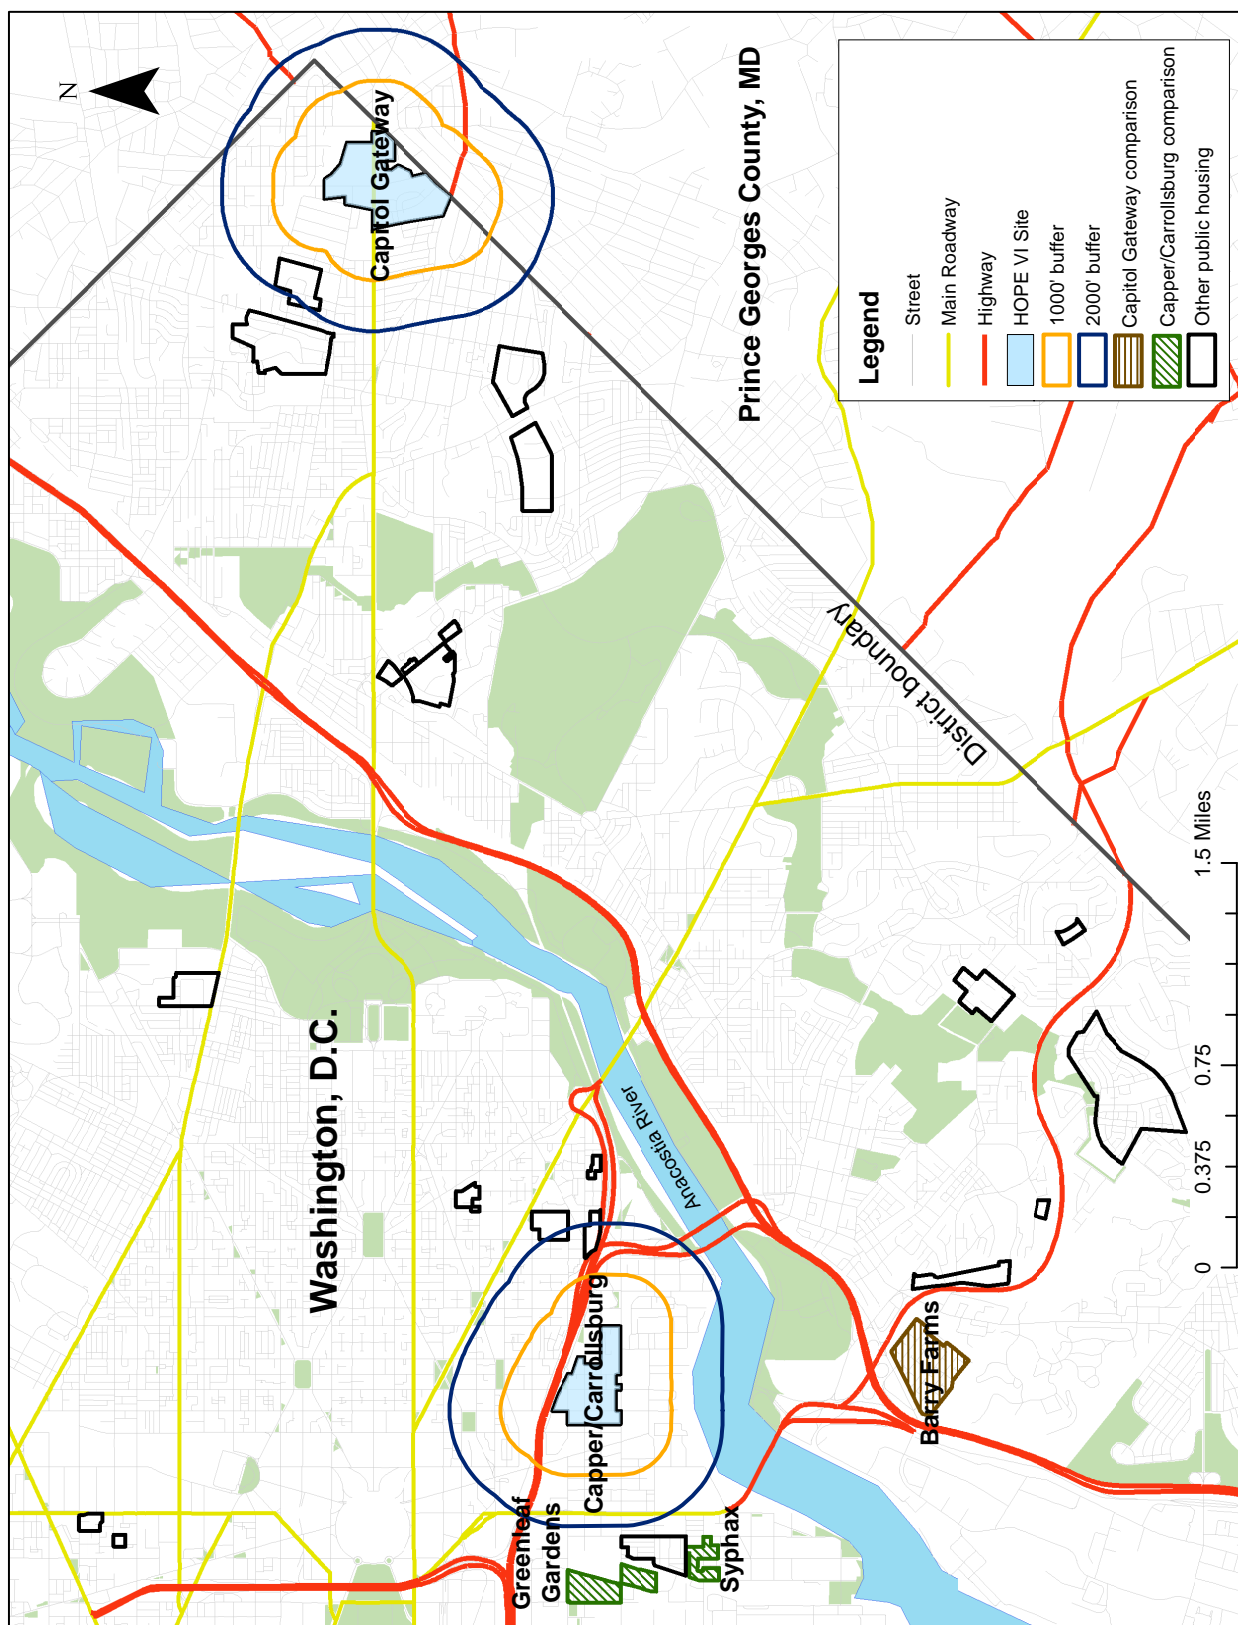 N
Capitol Gateway
Prince Georges County, MD
Washington, D.C.
District boundary
Anacostia River
Capper/Carrollsburg
Greenleaf
Gardens
Syphax
Barry Farms
Legend
Street
Main Roadway
Highway
HOPE VI Site
1000' buffer
2000' buffer
Capitol Gateway comparison
Capper/Carrollsburg comparison
Other public housing
0 0.375 0.75 1.5 Miles